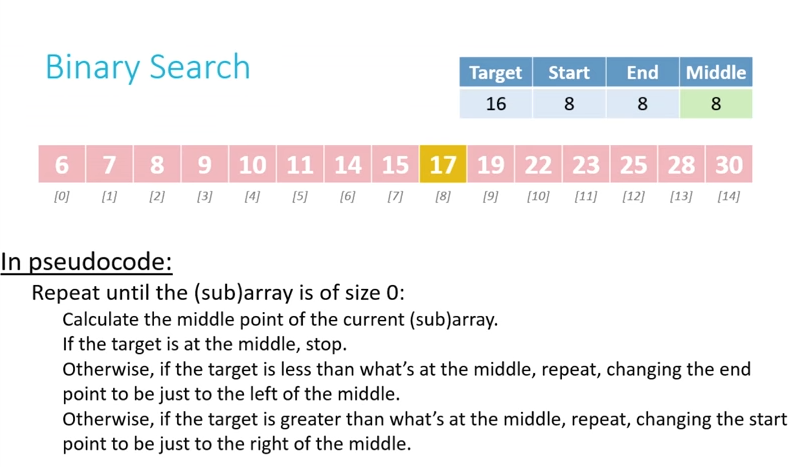 Binary Search
Target Start End Middle
16 8 8 8
6 7 8 9 10 11 14 15 17 19 22 23 25 28 30
[0] [1] [2] [3] [4] [5] [6] [7] [8] [9] [10] [11] [12] [13] [14]
In pseudocode:
Repeat until the (sub)array is of size 0:
Calculate the middle point of the current (sub)array.
If the target is at the middle, stop.
Otherwise, if the target is less than what’s at the middle, repeat, changing the end
point to be just to the left of the middle.
Otherwise, if the target is greater than what’s at the middle, repeat, changing the start
point to be just to the right of the middle.